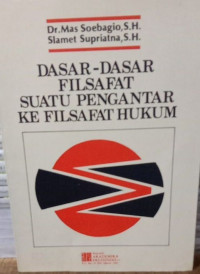 Dr. Mas Soebagio, S.H.
Slamet Supriatna, S.H.
DASAR-DASAR
FILSAFAT
SUATU PENGANTAR
KE FILSAFAT HUKUM